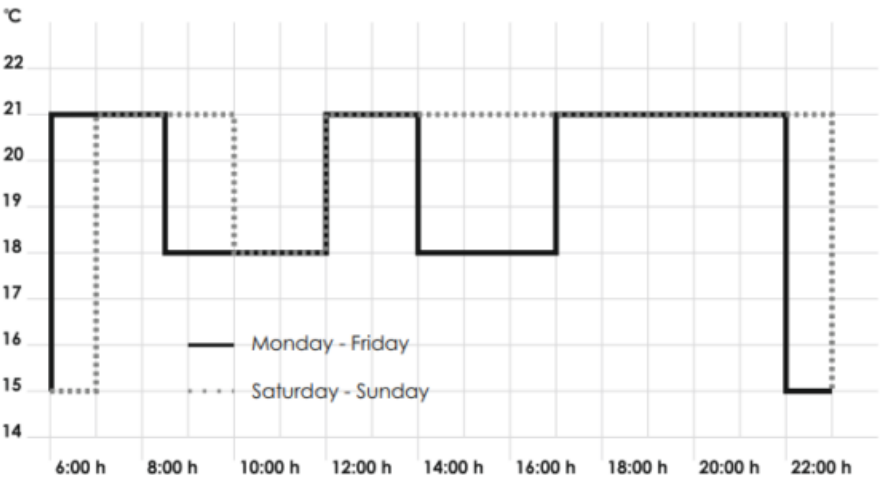 °C
22
21
20
19
18
17
16
15
14
Monday - Friday
Saturday - Sunday
6:00 h 8:00 h 10:00 h 12:00 h 14:00 h 16:00 h 18:00 h 20:00 h 22:00 h